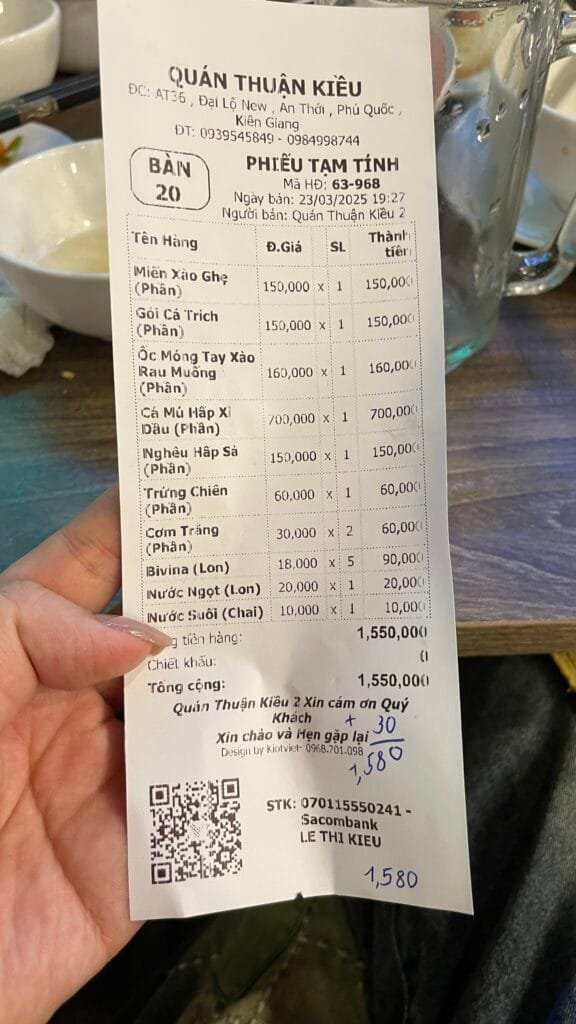 QUÁN THUẬN KIỀU
ĐC: AT36 , Đại Lộ New , An Thới , Phú Quốc ,
Kiên Giang
ĐT: 0939545849 - 0984998744
BÀN
20
PHIẾU TẠM TÍNH
Mã HĐ: 63-968
Ngày bán: 23/03/2025 19:27
Người bán: Quán Thuận Kiều 2
Tên Hàng Đ.Giá SL Thành tiền
Miến Xào Ghẹ (Phần) 150,000 x 1 150,000
Gỏi Cá Trích (Phần) 150,000 x 1 150,000
Ốc Móng Tay Xào Rau Muống (Phần) 160,000 x 1 160,000
Cá Mú Hấp Xì Dầu (Phần) 700,000 x 1 700,000
Nghêu Hấp Sả (Phần) 150,000 x 1 150,000
Trứng Chiên (Phần) 60,000 x 1 60,000
Cơm Trắng (Phần) 30,000 x 2 60,000
Bivina (Lon) 18,000 x 5 90,000
Nước Ngọt (Lon) 20,000 x 1 20,000
Nước Suối (Chai) 10,000 x 1 10,000
g tiền hàng: 1,550,000
Chiết khấu: 0
Tổng cộng: 1,550,000
Quán Thuận Kiều 2 Xin cám ơn Quý
Khách
Xin chào và Hẹn gặp lại
Design by Kiotviet- 0968.701.098
+ 30
1,580
STK: 070115550241 -
Sacombank
LE THI KIEU
1,580